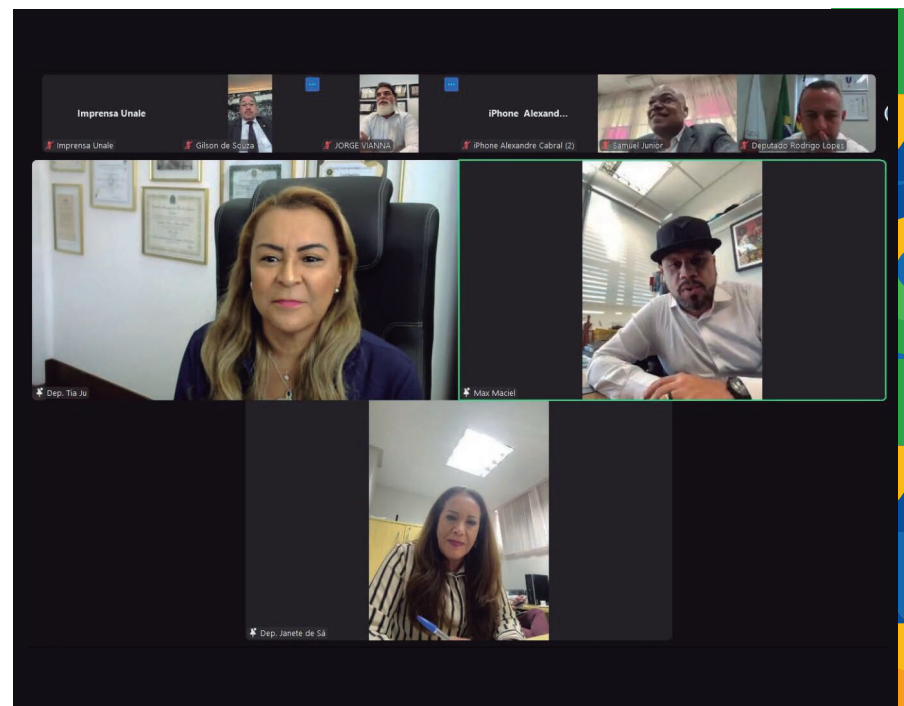 Imprensa Unale
iPhone Alexand...
Imprensa Unale
Gilson de Souza
JORGE VIANNA
iPhone Alexandre Cabral (2)
Samuel Junior
Deputado Rodrigo Lopes
Dep. Tia Ju
Max Maciel
Dep. Janete de Sá